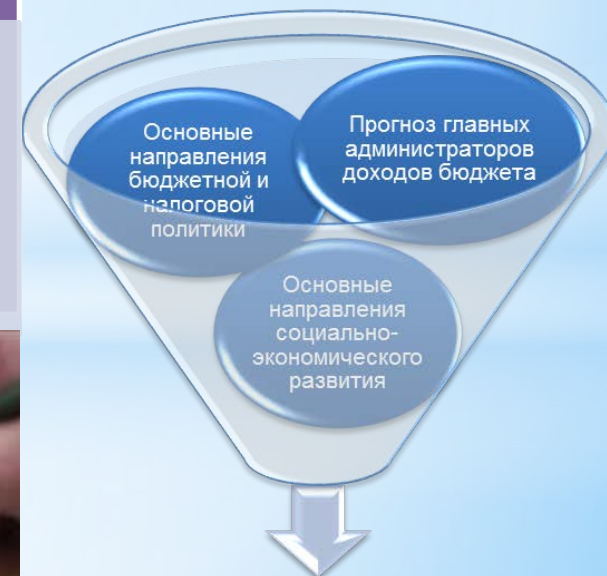 Основные
направления
бюджетной и
налоговой
политики
Прогноз главных
администраторов
доходов бюджета
Основные
направления
социально-
экономического
развития